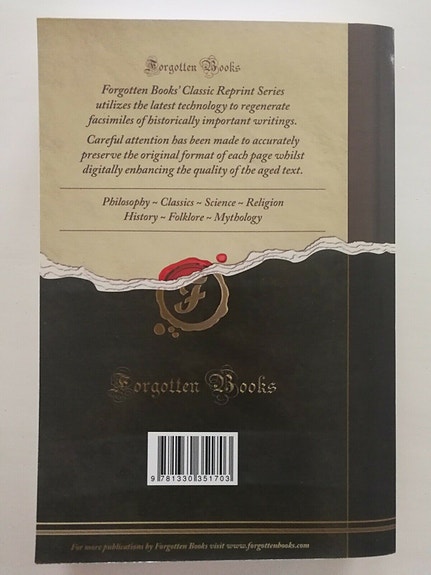 Forgotten Books
Forgotten Books' Classic Reprint Series
utilizes the latest technology to regenerate
facsimiles of historically important writings.
Careful attention has been made to accurately
preserve the original format of each page whilst
digitally enhancing the quality of the aged text.
Philosophy ~ Classics ~ Science ~ Religion
History ~ Folklore ~ Mythology
F
Forgotten Books
9 781330 351703
For more publications by Forgotten Books visit www.forgottenbooks.com